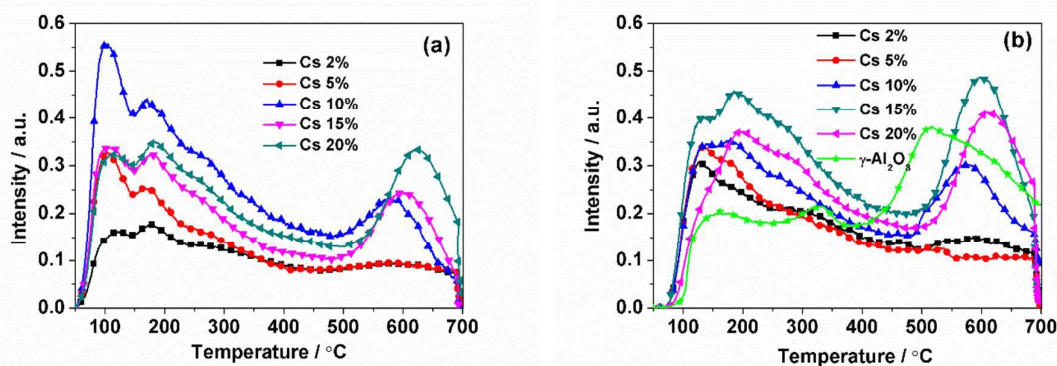 (a)
Intensity / a.u.
0.6
0.5
0.4
0.3
0.2
0.1
0.0
Cs 2%
Cs 5%
Cs 10%
Cs 15%
Cs 20%
100 200 300 400 500 600 700
Temperature / °C
(b)
Intensity / a.u.
0.6
0.5
0.4
0.3
0.2
0.1
0.0
Cs 2%
Cs 5%
Cs 10%
Cs 15%
Cs 20%
γ-Al₂O₃
100 200 300 400 500 600 700
Temperature / °C